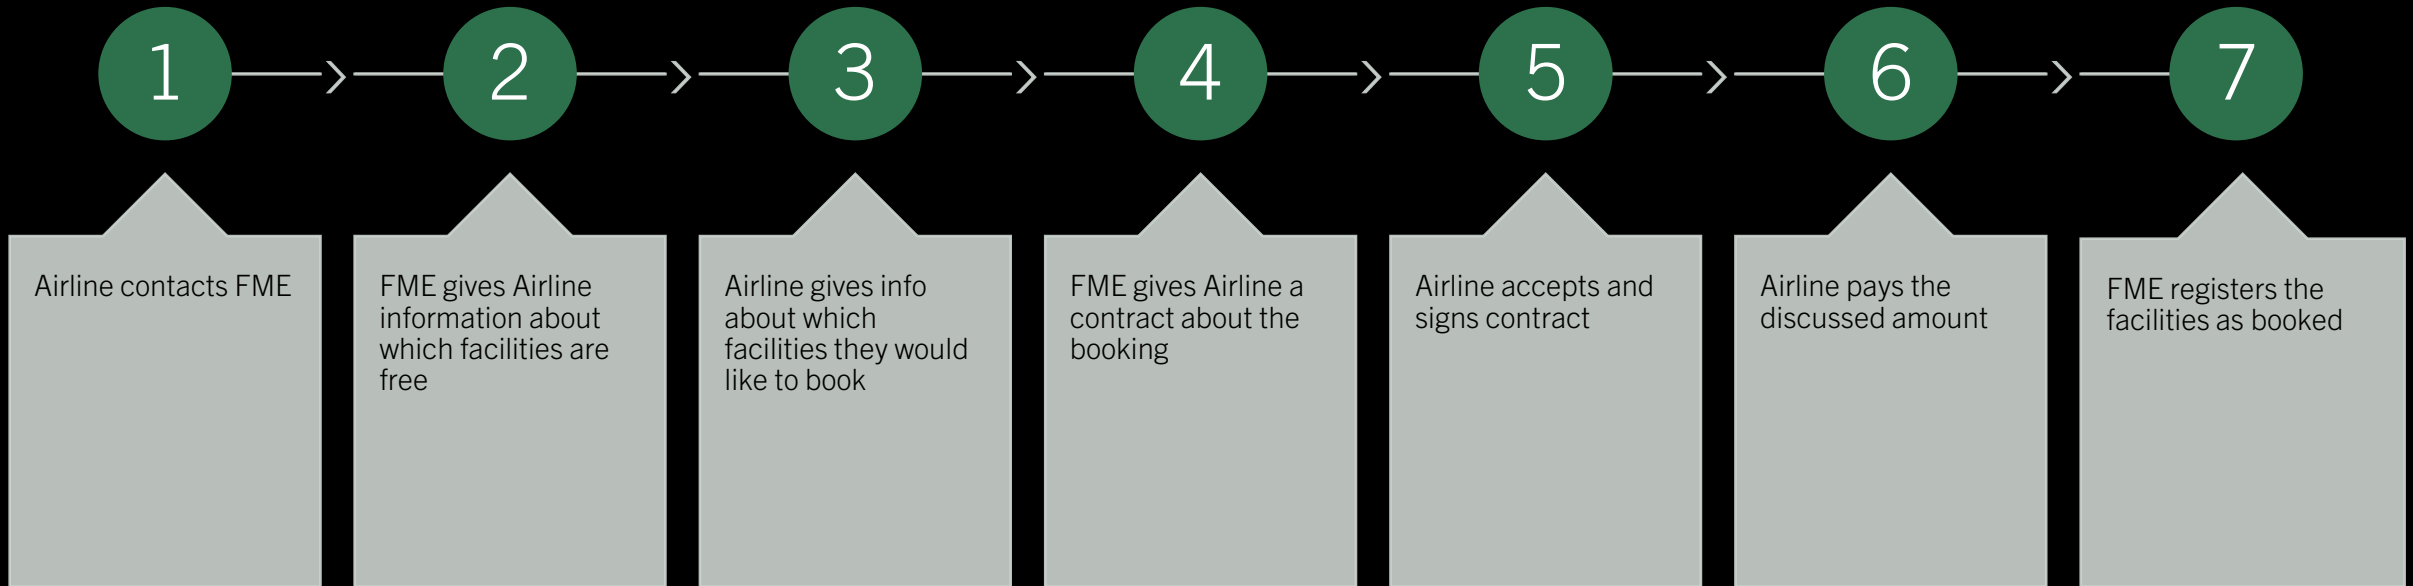 1
2
3
4
5
6
7
Airline contacts FME
FME gives Airline
information about
which facilities are
free
Airline gives info
about which
facilities they would
like to book
FME gives Airline a
contract about the
booking
Airline accepts and
signs contract
Airline pays the
discussed amount
FME registers the
facilities as booked